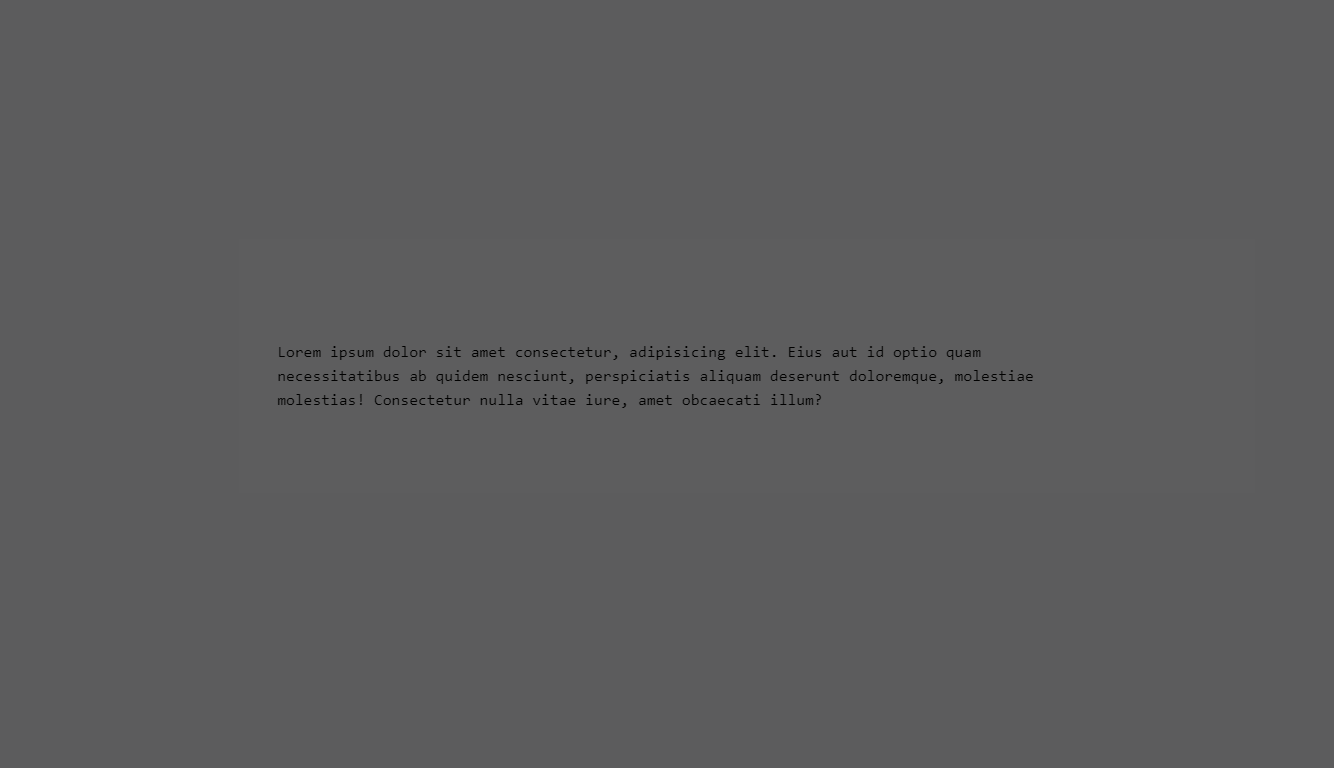 Lorem ipsum dolor sit amet consectetur, adipisicing elit. Eius aut id optio quam
necessitatibus ab quidem nesciunt, perspiciatis aliquam deserunt doloremque, molestiae
molestias! Consectetur nulla vitae iure, amet obcaecati illum?